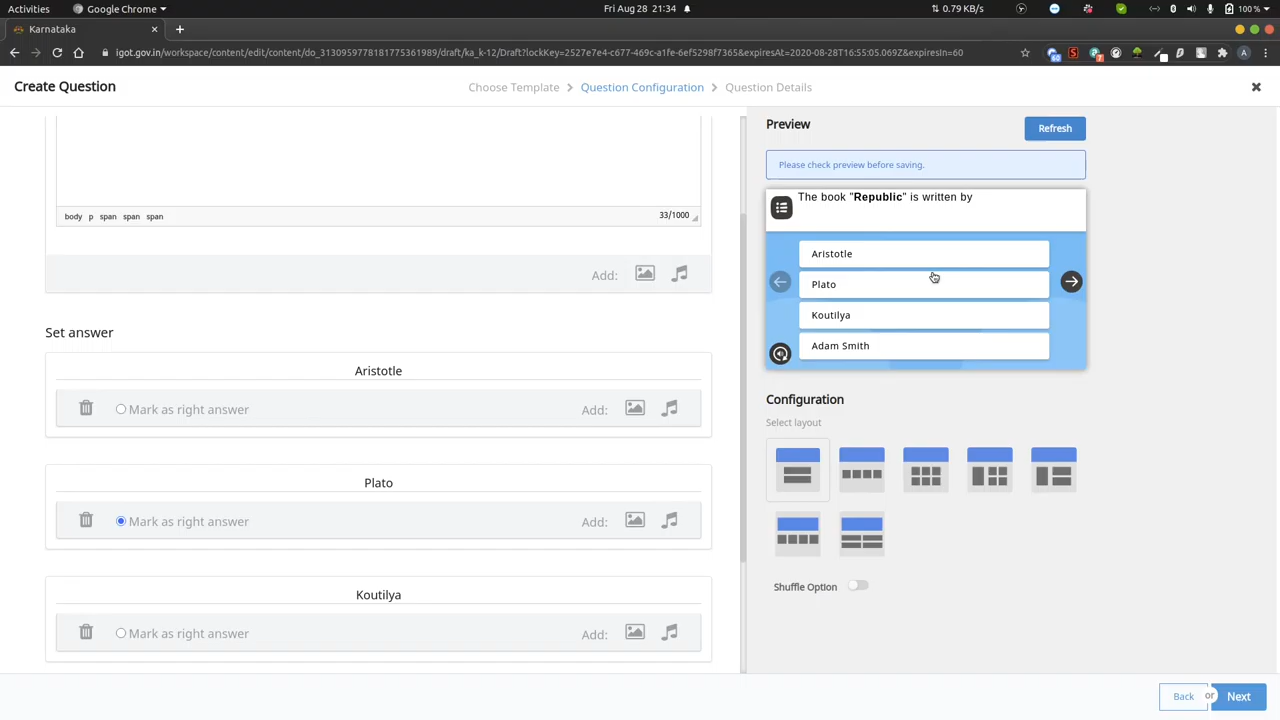 Activities
Google Chrome
Fri Aug 28 21:34
0.79 KB/s
100%
Karnataka
igot.gov.in/workspace/content/edit/content/do_3130959778181775361989/draft/ka_k-12/Draft?lockKey=2527e7e4-c677-469c-a1fe-6ef5298f7365&expiresAt=2020-08-28T16:55:05.069Z&expiresIn=60
Create Question
Choose Template > Question Configuration > Question Details
Preview
Refresh
Please check preview before saving.
The book "Republic" is written by
Aristotle
Plato
Koutilya
Adam Smith
body p span span span
33/1000
Add:
Set answer
Aristotle
Mark as right answer
Add:
Plato
Mark as right answer
Add:
Koutilya
Mark as right answer
Add:
Configuration
Select layout
Shuffle Option
Back
or
Next